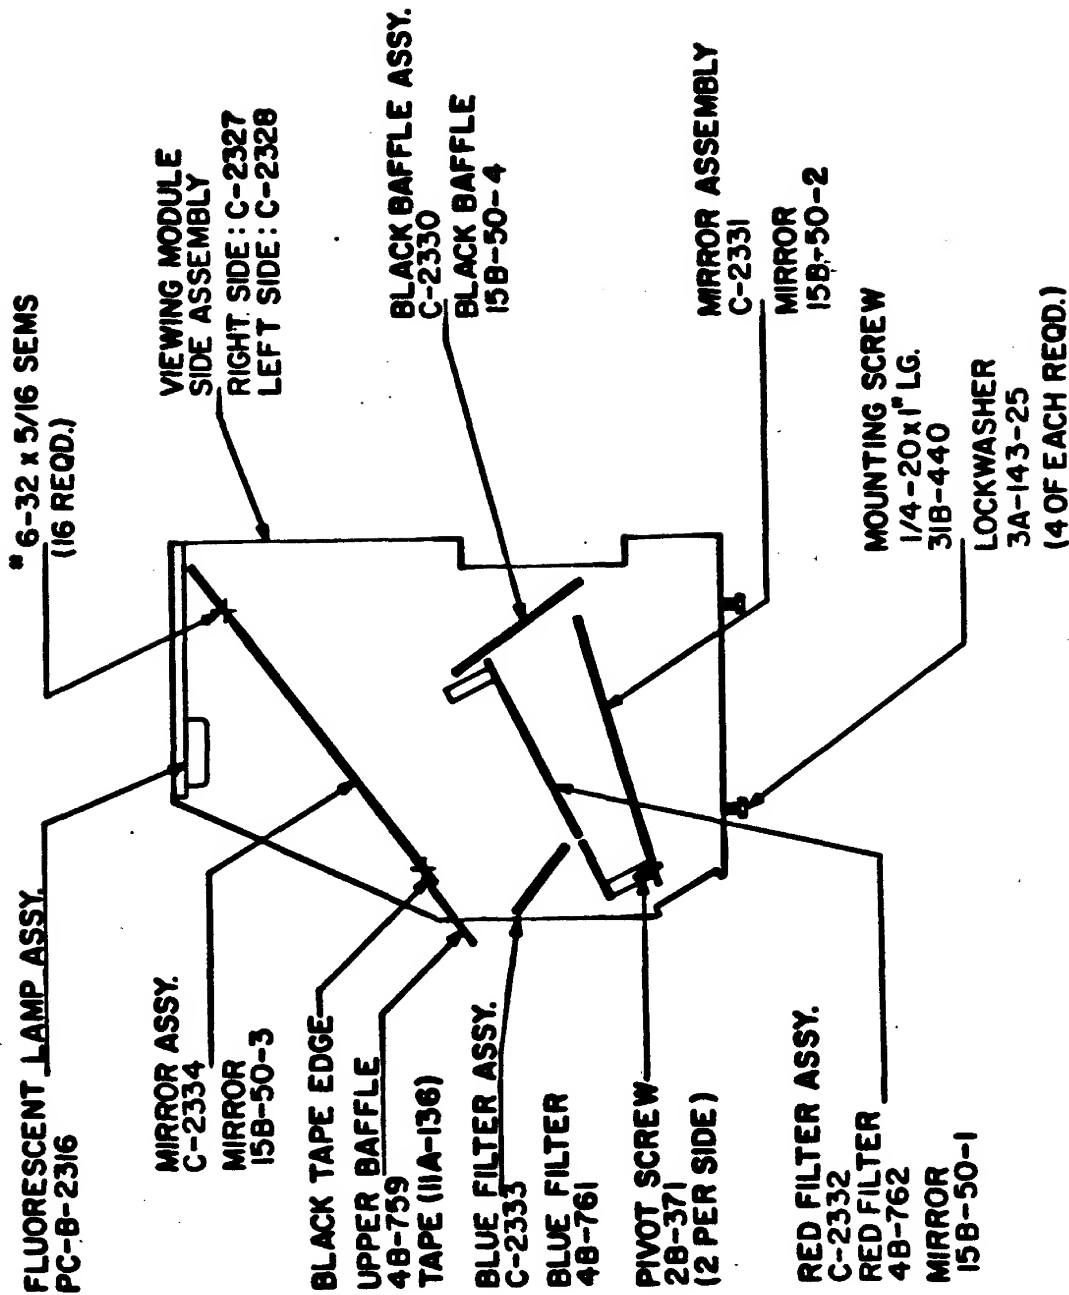 FLUORESCENT LAMP ASSY.
PC-B-2316
MIRROR ASSY.
C-2334
MIRROR
15B-50-3
BLACK TAPE EDGE
UPPER BAFFLE
4B-759
TAPE (11A-136)
BLUE FILTER ASSY.
C-2333
BLUE FILTER
4B-761
PIVOT SCREW
2B-371
(2 PER SIDE)
RED FILTER ASSY.
C-2332
RED FILTER
4B-762
MIRROR
15B-50-1
#6-32 x 5/16 SEMS
(16 REQD.)
VIEWING MODULE
SIDE ASSEMBLY
RIGHT SIDE: C-2327
LEFT SIDE: C-2328
BLACK BAFFLE ASSY.
C-2330
BLACK BAFFLE
15B-50-4
MIRROR ASSEMBLY
C-2331
MIRROR
15B-50-2
MOUNTING SCREW
1/4-20x1" LG.
31B-440
LOCKWASHER
3A-143-25
(4 OF EACH REQD.)